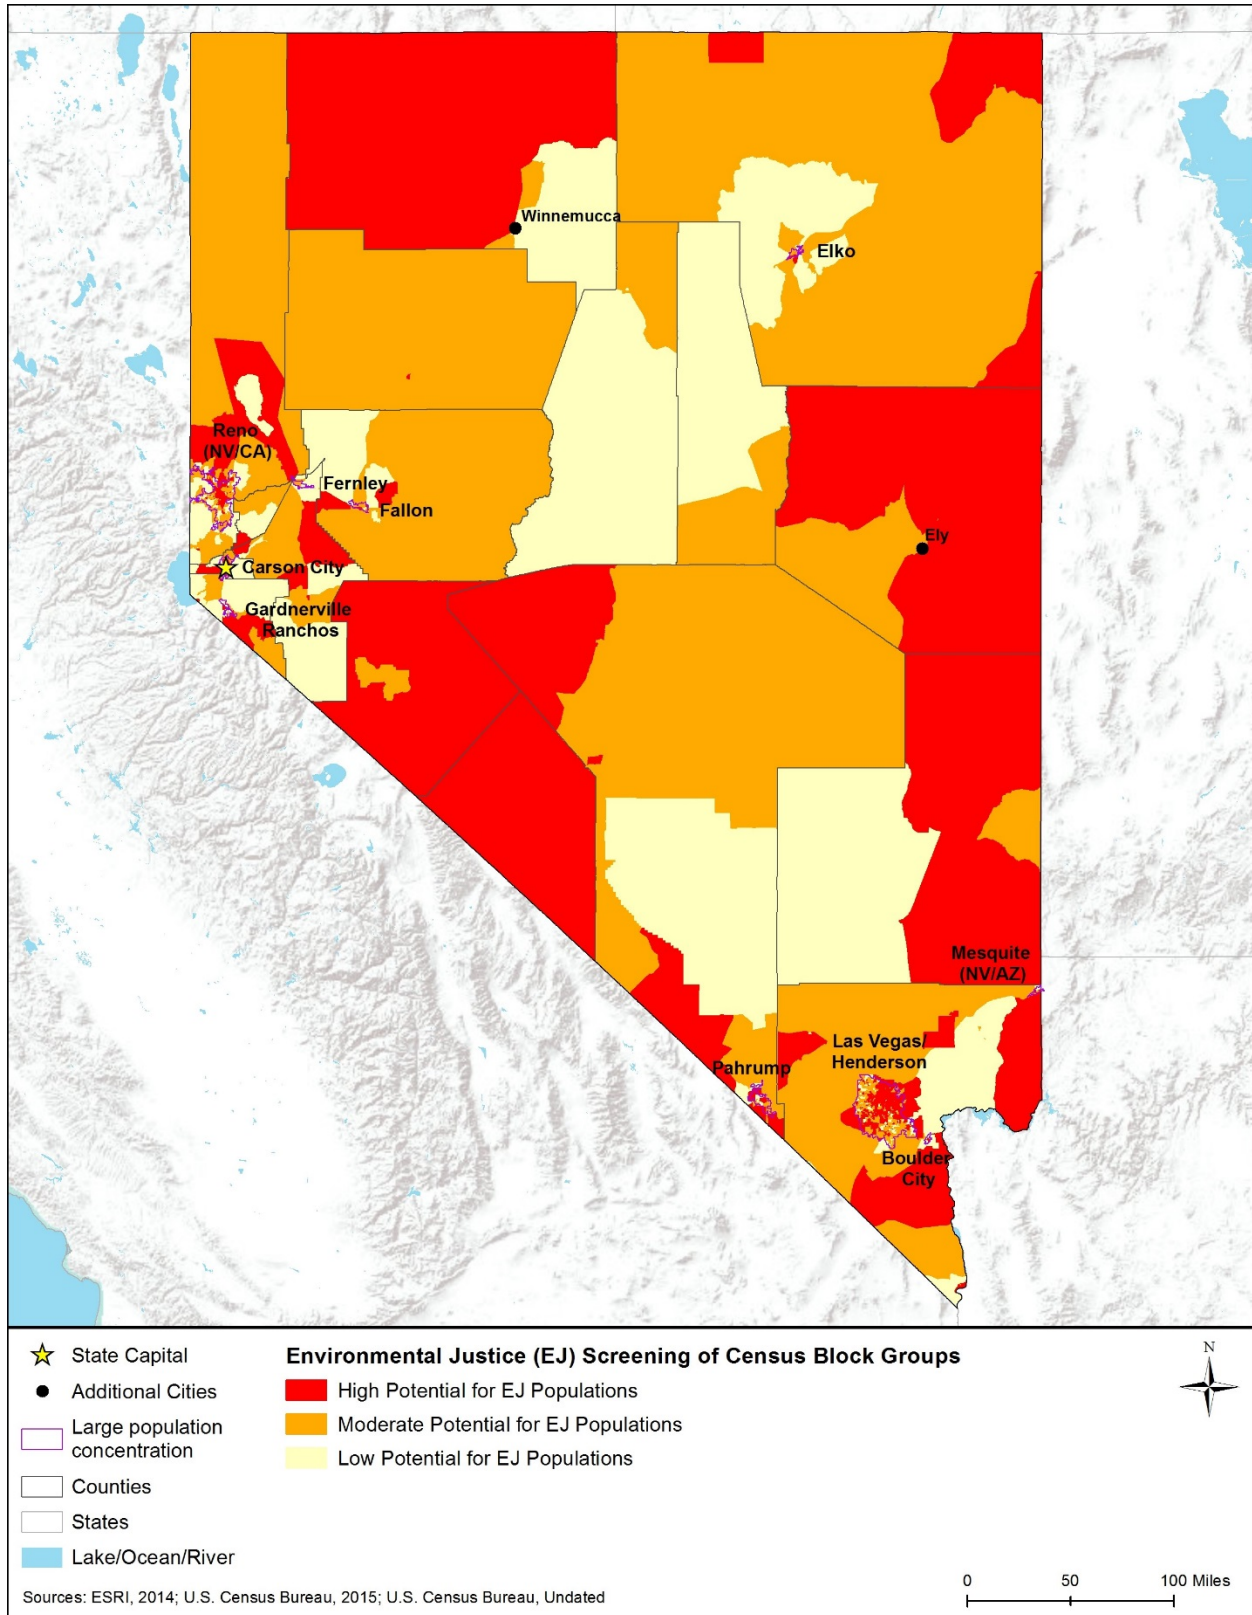 Winnemucca
Elko
Reno
(NV/CA)
Fernley
Fallon
Ely
Carson City
Gardnerville
Ranchos
Mesquite
(NV/AZ)
Las Vegas/
Henderson
Pahrump
Boulder
City
State Capital
Additional Cities
Large population
concentration
Counties
States
Lake/Ocean/River
Environmental Justice (EJ) Screening of Census Block Groups
High Potential for EJ Populations
Moderate Potential for EJ Populations
Low Potential for EJ Populations
N
Sources: ESRI, 2014; U.S. Census Bureau, 2015; U.S. Census Bureau, Undated
0 50 100 Miles